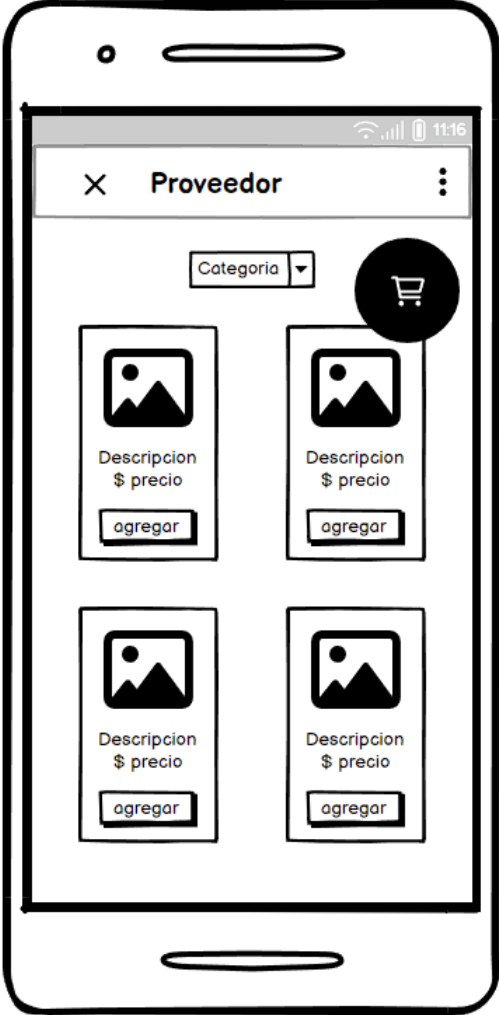 11:16
Proveedor
Categoria
Descripcion
$ precio
agregar
Descripcion
$ precio
agregar
Descripcion
$ precio
agregar
Descripcion
$ precio
agregar